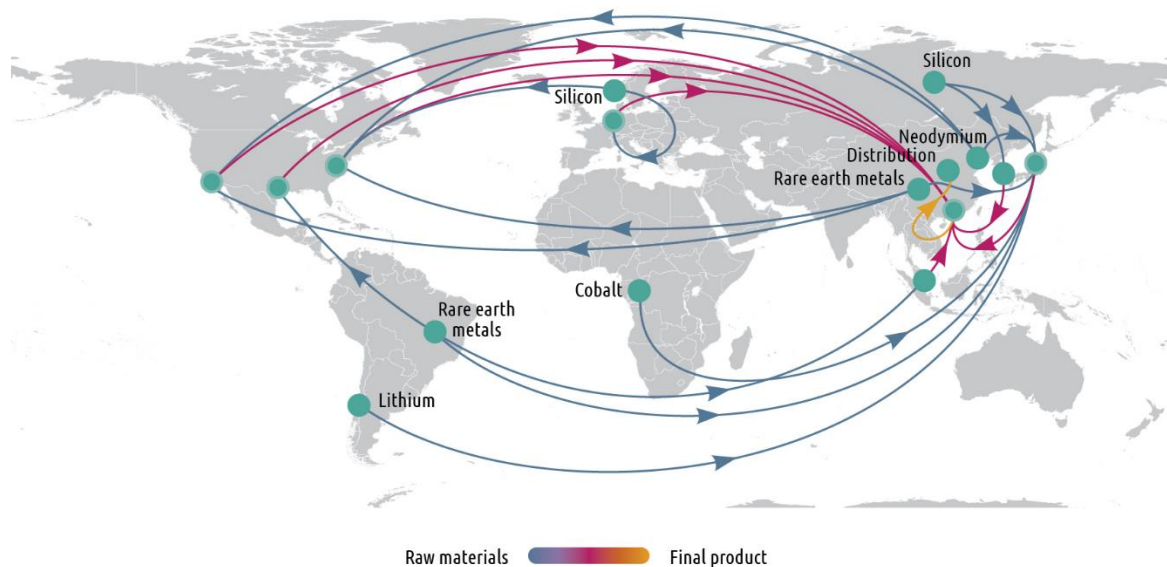 Silicon
Silicon
Neodymium
Distribution
Rare earth metals
Cobalt
Rare earth
metals
Lithium
Raw materials
Final product